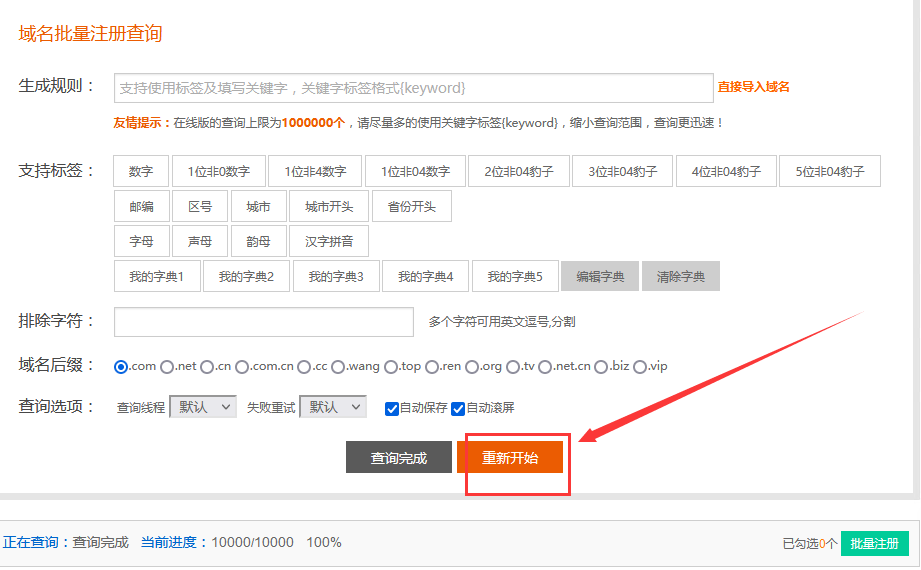 域名批量注册查询
生成规则： 支持使用标签及填写关键字，关键字标签格式{keyword} 直接导入域名
友情提示：在线版的查询上限为1000000个，请尽量多的使用关键字标签{keyword}，缩小查询范围，查询更迅速！
支持标签： 数字 1位非0数字 1位非4数字 1位非04数字 2位非04豹子 3位非04豹子 4位非04豹子 5位非04豹子
邮编 区号 城市 城市开头 省份开头
字母 声母 韵母 汉字拼音
我的字典1 我的字典2 我的字典3 我的字典4 我的字典5 编辑字典 清除字典
排除字符： 多个字符可用英文逗号,分割
域名后缀： .com .net .cn .com.cn .cc .wang .top .ren .org .tv .net.cn .biz .vip
查询选项： 查询线程 默认 失败重试 默认 自动保存 自动滚屏
查询完成 重新开始
正在查询：查询完成 当前进度：10000/10000 100% 已勾选0个 批量注册